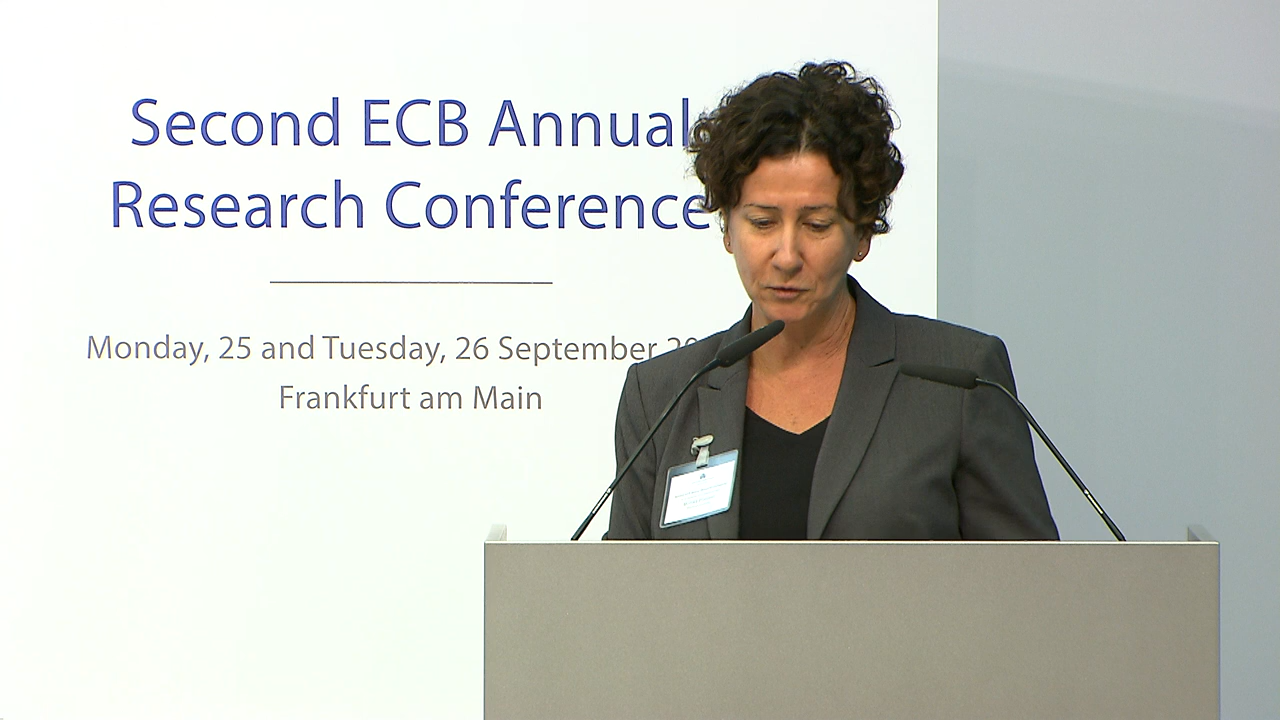 Second ECB Annual
Research Conference
Monday, 25 and Tuesday, 26 September
Frankfurt am Main